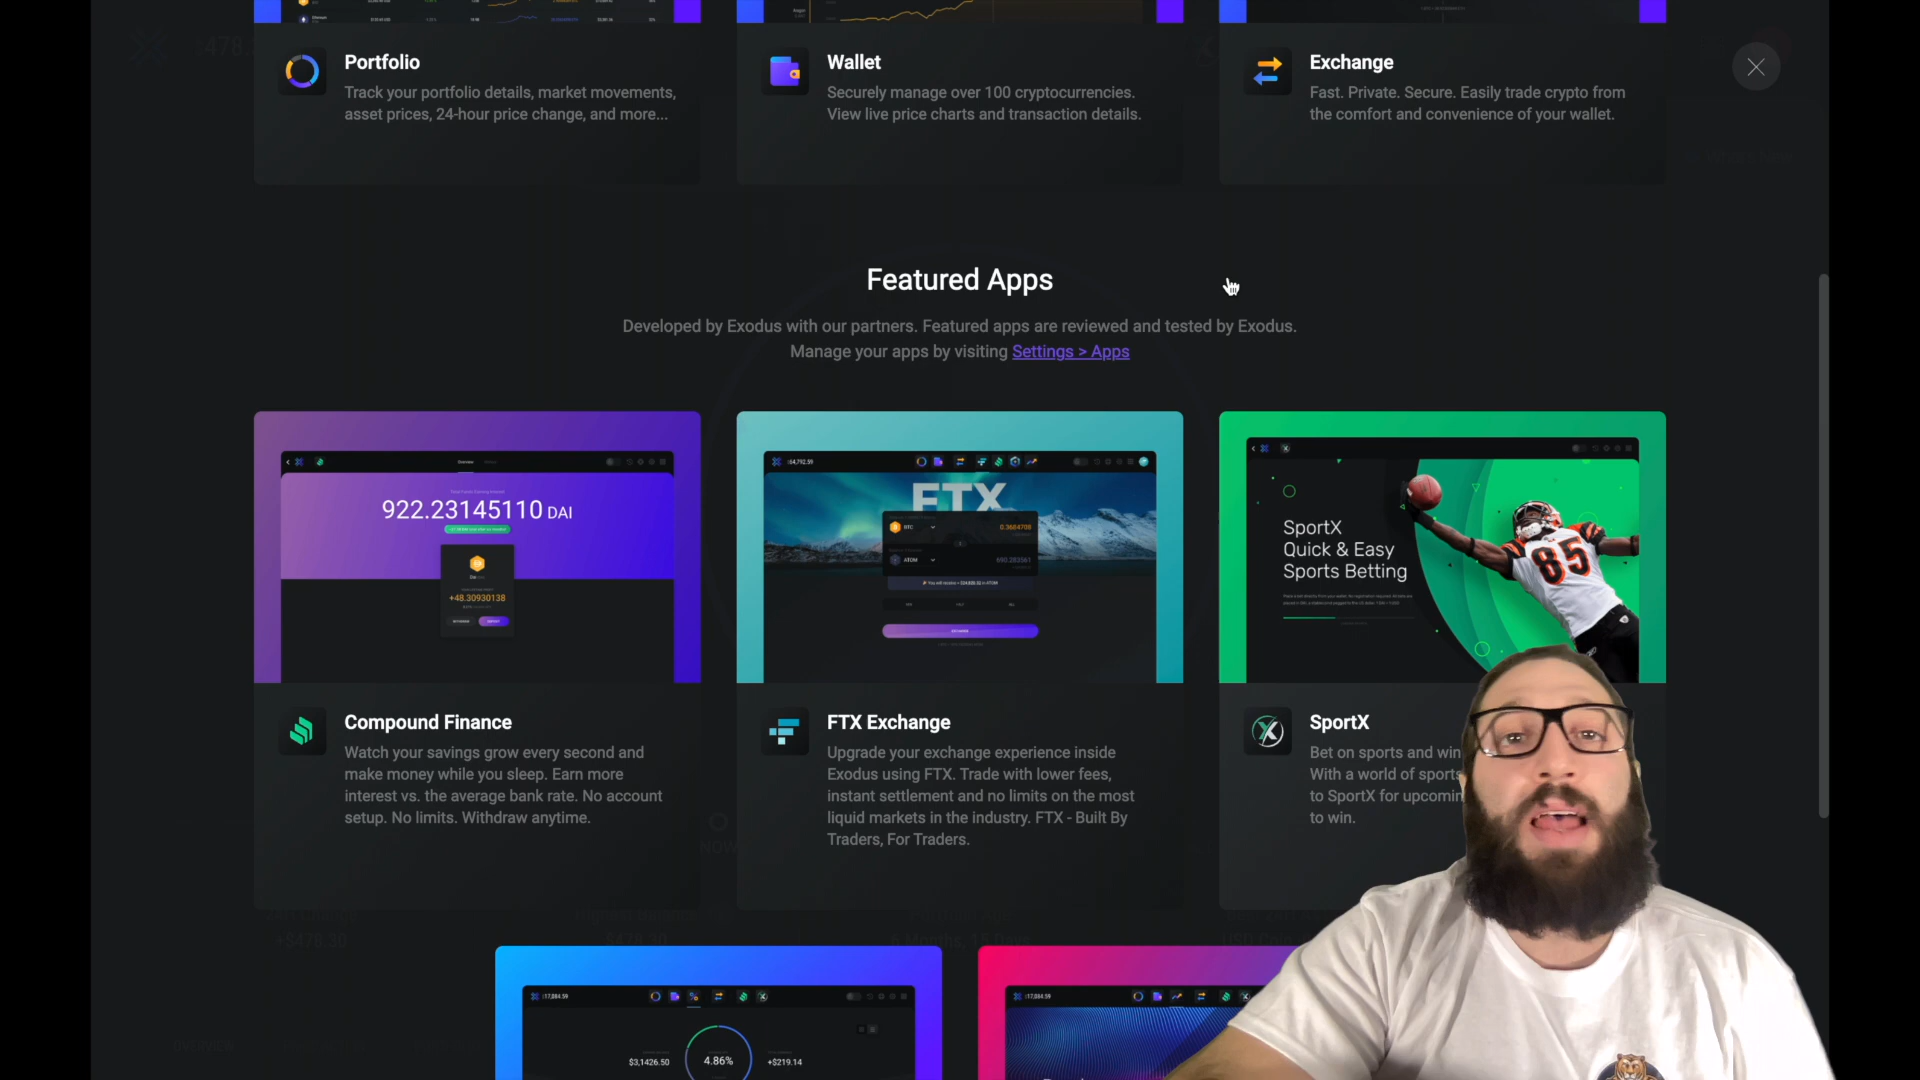 Portfolio
Track your portfolio details, market movements,
asset prices, 24-hour price change, and more...
Wallet
Securely manage over 100 cryptocurrencies.
View live price charts and transaction details.
Exchange
Fast. Private. Secure. Easily trade crypto from
the comfort and convenience of your wallet.
Featured Apps
Developed by Exodus with our partners. Featured apps are reviewed and tested by Exodus.
Manage your apps by visiting Settings > Apps
922.23145110 DAI
+48.30930138
Compound Finance
Watch your savings grow every second and
make money while you sleep. Earn more
interest vs. the average bank rate. No account
setup. No limits. Withdraw anytime.
FTX
BTC
0.3664708
ATOM
FTX Exchange
Upgrade your exchange experience inside
Exodus using FTX. Trade with lower fees,
instant settlement and no limits on the most
liquid markets in the industry. FTX - Built By
Traders, For Traders.
SportX
Quick & Easy
Sports Betting
85
SportX
Bet on sports and win
With a world of sports
to SportX for upcomin
to win.
$3,1426.50
4.86%
+$219.14